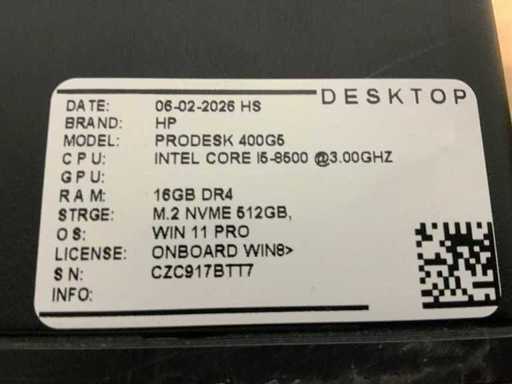 DESKTOP
DATE: 06-02-2026 HS
BRAND: HP
MODEL: PRODESK 400G5
CPU: INTEL CORE I5-8500 @3.00GHZ
GPU:
RAM: 16GB DR4
STRGE: M.2 NVME 512GB,
OS: WIN 11 PRO
LICENSE: ONBOARD WIN8>
SN: CZC917BTT7
INFO: